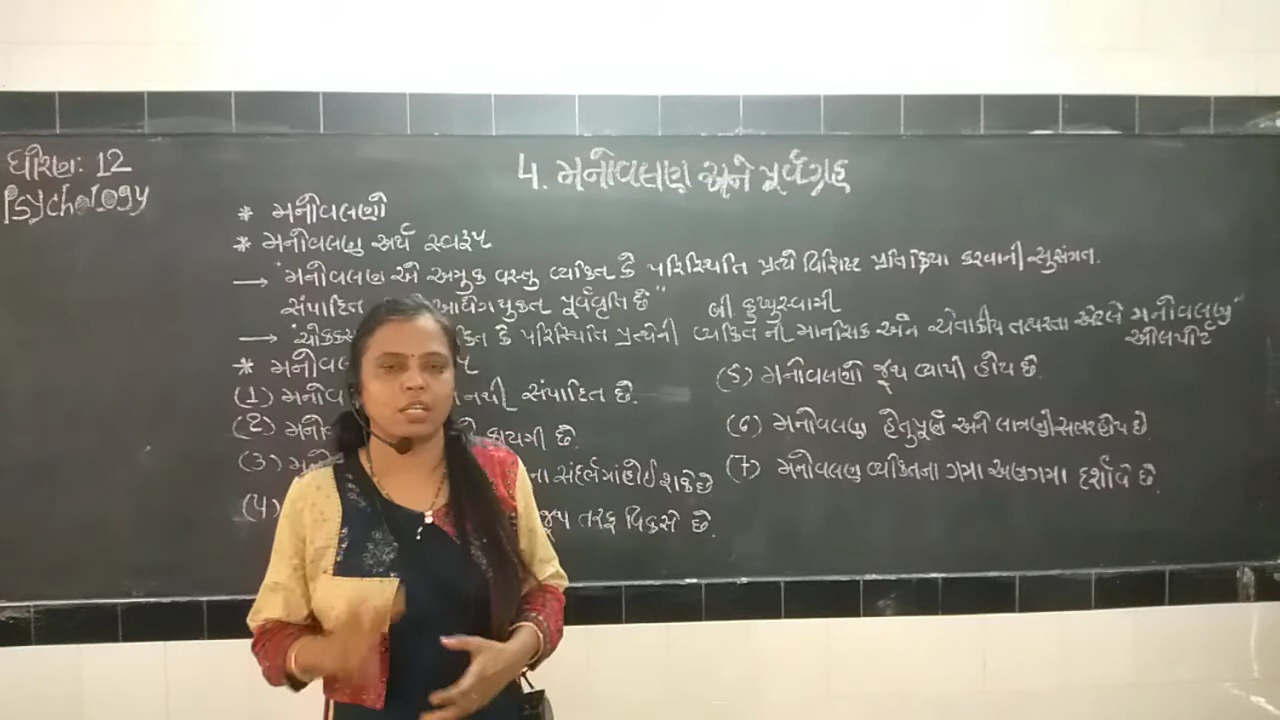 ધોરણ: 12
Psychology
4. મનોવલણ અને પૂર્વગ્રહ
* મનોવલણો
* મનોવલણ અર્થ સ્વરૂપ
→ "મનોવલણ એ અમુક વસ્તુ વ્યક્તિ કે પરિસ્થિતિ પ્રત્યે વિશિષ્ટ પ્રતિક્રિયા કરવાની સુસંગત.
સંપાદિત આવેગયુક્ત પૂર્વવૃત્તિ છે" બી કુપ્પુસ્વામી
→ કે પરિસ્થિતિ પ્રત્યેની વ્યક્તિ ની માનસિક અને ચેતાકીય તત્પરતા એટલે મનોવલણ"
ઓલપોર્ટ
* મનોવલ
(1) મનોવ નથી સંપાદિત છે.
(2) મનોવ કાયમી છે.
(3) મનો ના સંદર્ભમાં હોઈ શકે છે
(4) જૂથ તરફ વિકસે છે.
(5) મનોવલણો જૂથ વ્યાપી હોય છે.
(6) મનોવલણ હેતુપૂર્ણ અને લાગણીસભર હોય છે
(7) મનોવલણ વ્યક્તિના ગમા અણગમા દર્શાવે છે.